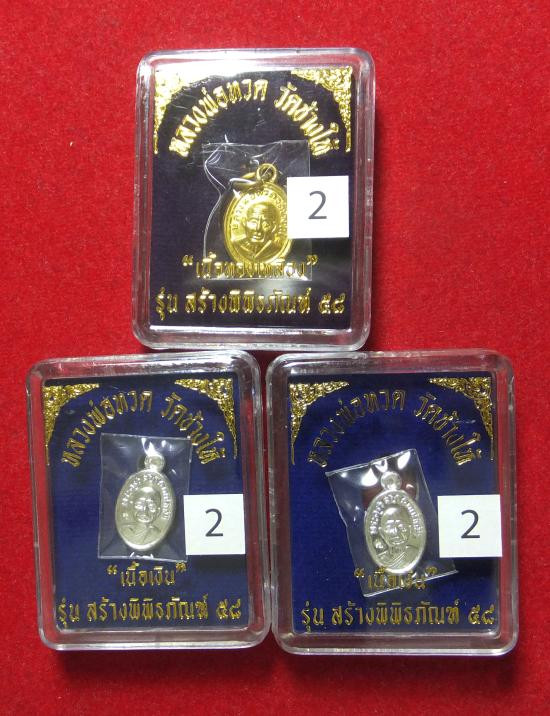 หลวงพ่อทวด วัดช้างให้
2
“เนื้อทองเหลือง”
รุ่น สร้างพิพิธภัณฑ์ ๕๘
หลวงพ่อทวด วัดช้างให้
2
“เนื้อเงิน”
รุ่น สร้างพิพิธภัณฑ์ ๕๘
หลวงพ่อทวด วัดช้างให้
2
“เนื้อเงิน”
รุ่น สร้างพิพิธภัณฑ์ ๕๘